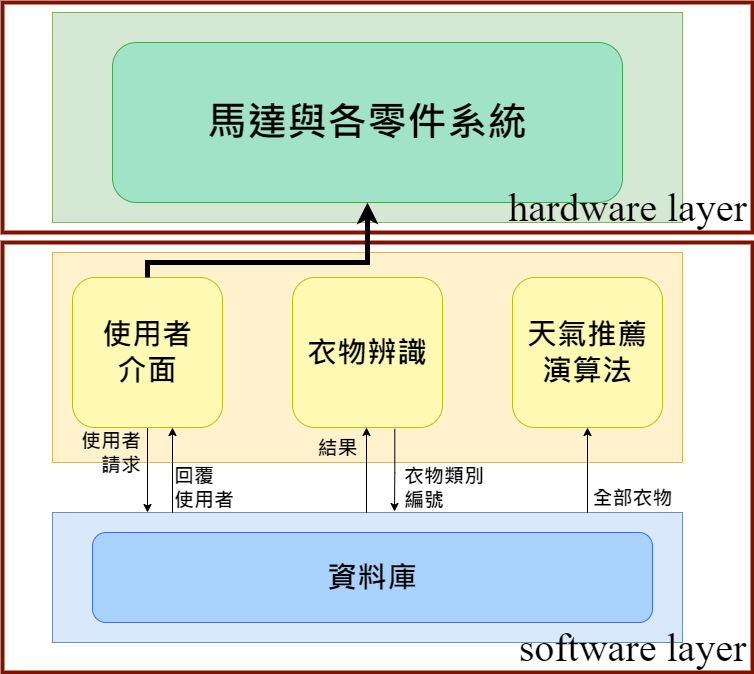 馬達與各零件系統
hardware layer
使用者
介面
衣物辨識
天氣推薦
演算法
使用者
請求
回覆
使用者
結果
衣物類別
編號
全部衣物
資料庫
software layer